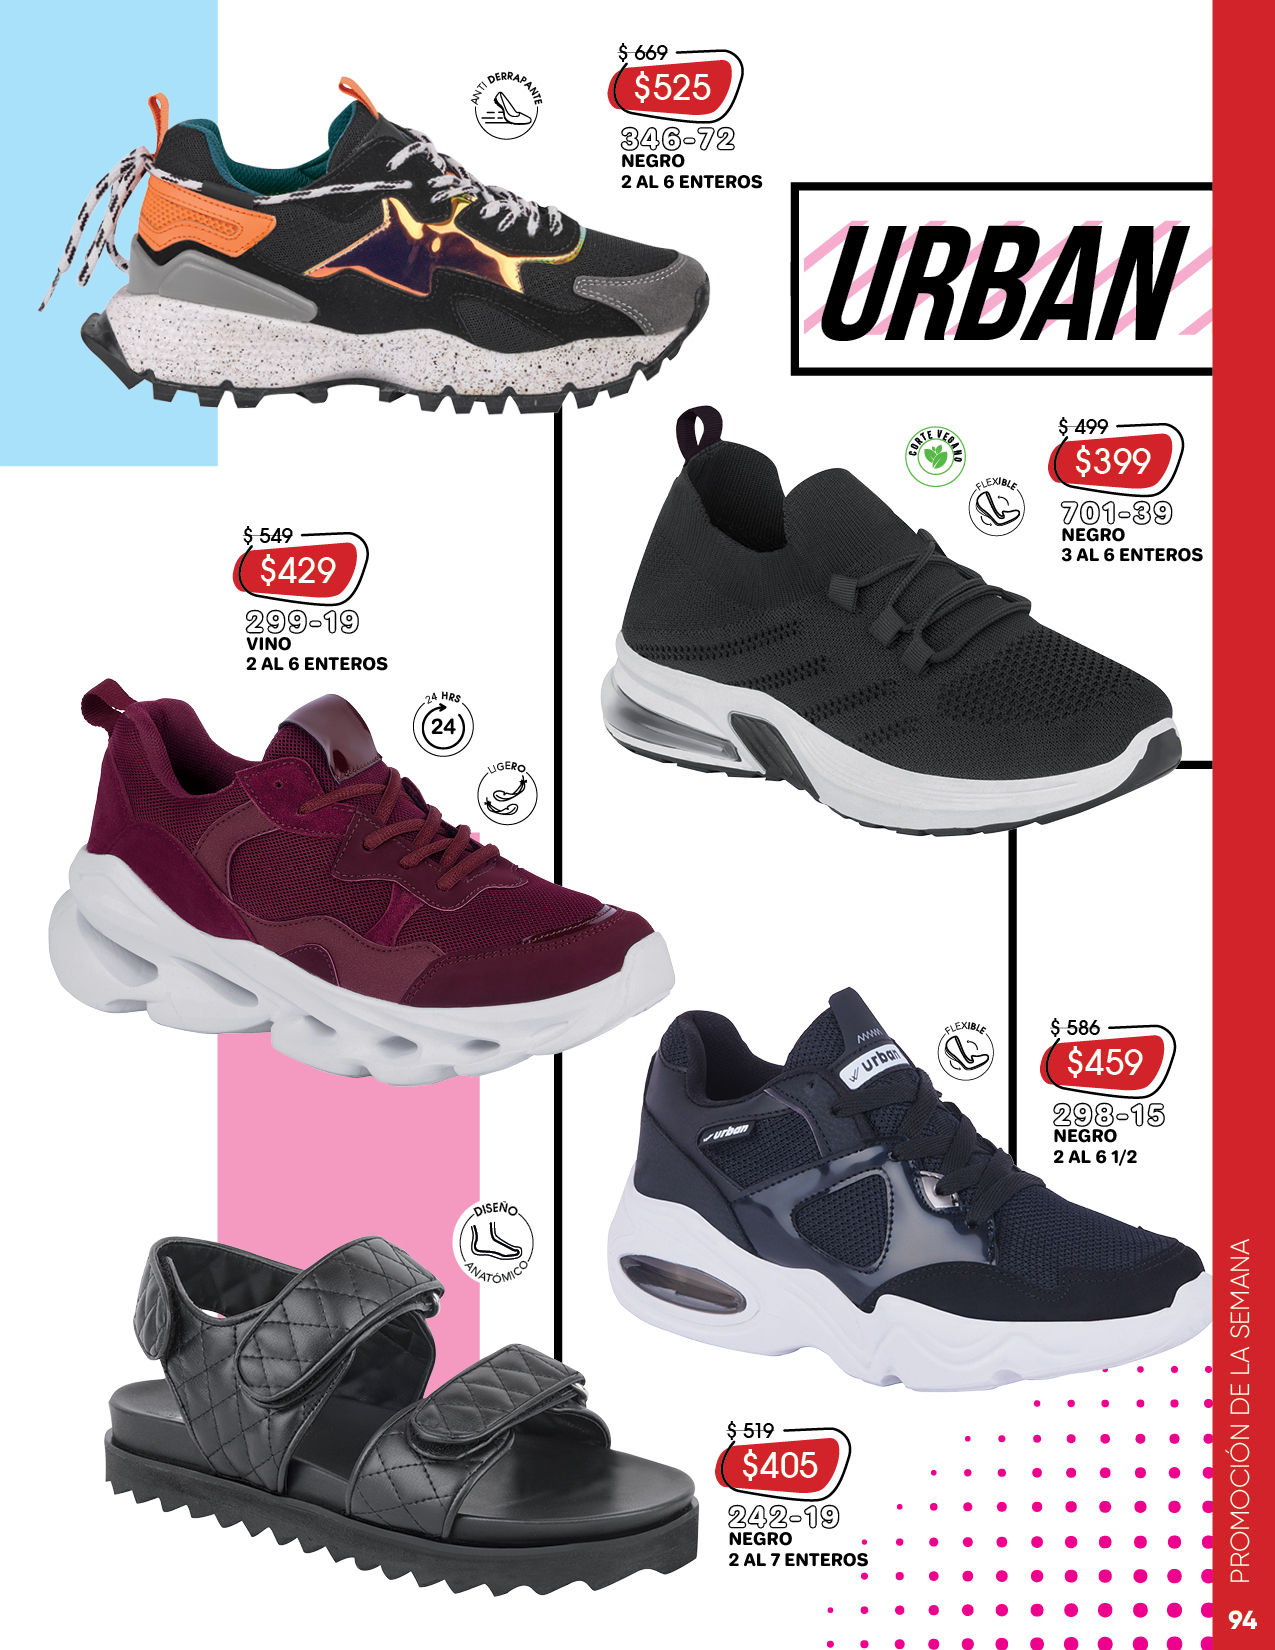 $ 669
$525
346-72
NEGRO
2 AL 6 ENTEROS
ANTI DERRAPANTE
URBAN
$ 499
$399
701-39
NEGRO
3 AL 6 ENTEROS
CORTE VEGANO
FLEXIBLE
$ 549
$429
299-19
VINO
2 AL 6 ENTEROS
24 HRS
24
LIGERO
$ 586
$459
298-15
NEGRO
2 AL 6 1/2
FLEXIBLE
urban
urban
DISEÑO
ANATÓMICO
$ 519
$405
242-19
NEGRO
2 AL 7 ENTEROS
PROMOCIÓN DE LA SEMANA
94